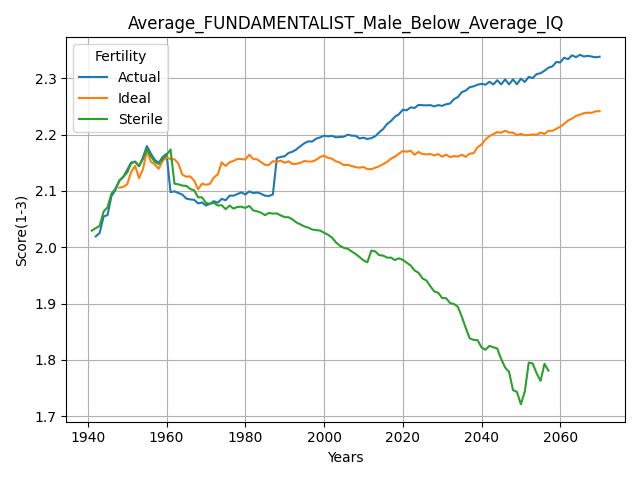 Average_FUNDAMENTALIST_Male_Below_Average_IQ
Fertility
Actual
Ideal
Sterile
Score(1-3)
2.3
2.2
2.1
2.0
1.9
1.8
1.7
1940 1960 1980 2000 2020 2040 2060
Years